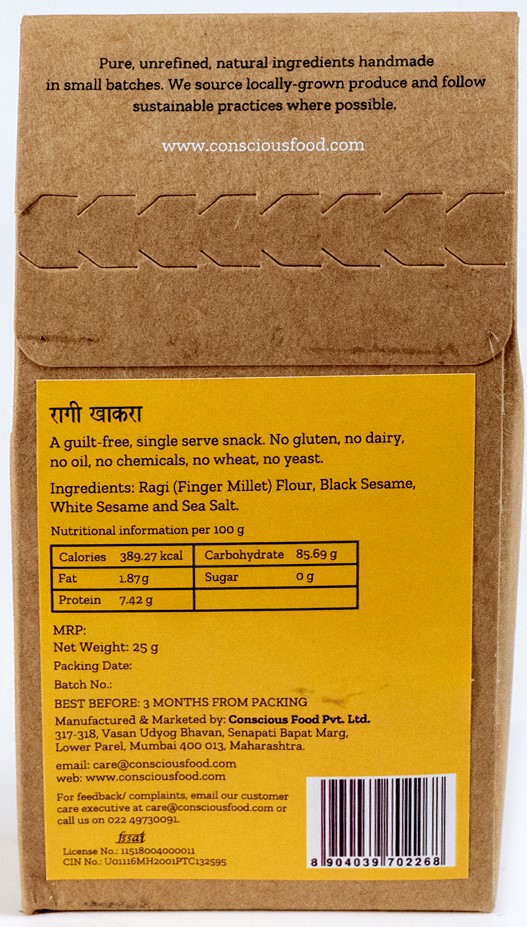 Pure, unrefined, natural ingredients handmade
in small batches. We source locally-grown produce and follow
sustainable practices where possible.
www.consciousfood.com
रागी खाकरा
A guilt-free, single serve snack. No gluten, no dairy,
no oil, no chemicals, no wheat, no yeast.
Ingredients: Ragi (Finger Millet) Flour, Black Sesame,
White Sesame and Sea Salt.
Nutritional information per 100 g
Calories 389.27 kcal Carbohydrate 85.69 g
Fat 1.87 g Sugar 0 g
Protein 7.42 g
MRP:
Net Weight: 25 g
Packing Date:
Batch No.:
BEST BEFORE: 3 MONTHS FROM PACKING
Manufactured & Marketed by: Conscious Food Pvt. Ltd.
317-318, Vasan Udyog Bhavan, Senapati Bapat Marg,
Lower Parel, Mumbai 400 013, Maharashtra.
email: care@consciousfood.com
web: www.consciousfood.com
For feedback/ complaints, email our customer
care executive at care@consciousfood.com or
call us on 022 49730091.
fssai
License No.: 11518004000011
CIN No.: U01116MH2001PTC132595
8 904039 702268